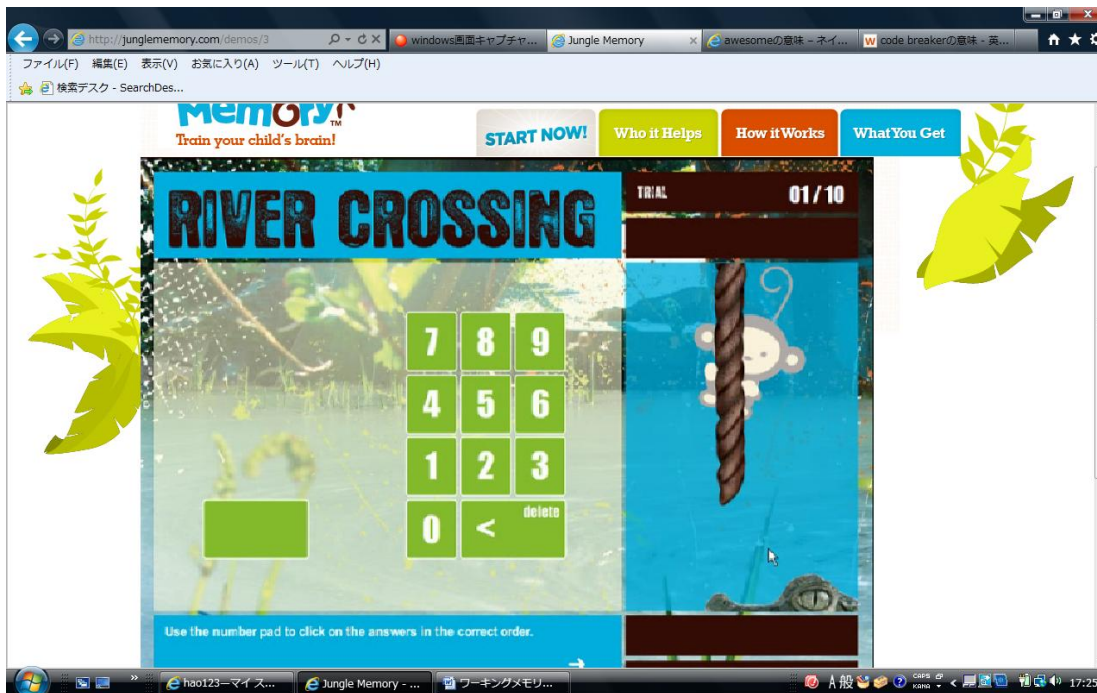 http://junglememory.com/demos/3
windows画面キャプチャ...
Jungle Memory
awesomeの意味 - ネイ...
code breakerの意味 - 英...
ファイル(F) 編集(E) 表示(V) お気に入り(A) ツール(T) ヘルプ(H)
検索デスク - SearchDes...
Memory!™
Train your child's brain!
START NOW!
Who it Helps
How it Works
What You Get
RIVER CROSSING
TRIAL 01/10
7 8 9
4 5 6
1 2 3
0 < delete
Use the number pad to click on the answers in the correct order.
hao123—マイ ス...
Jungle Memory - ...
ワーキングメモリ...
A 般
CAPS
KANA
17:25